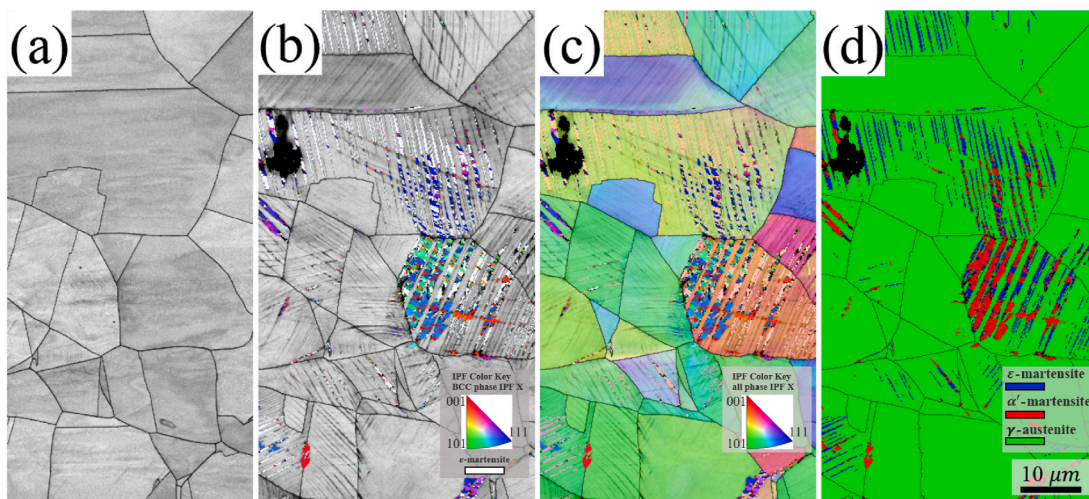 (a)
(b)
(c)
(d)
IPF Color Key
BCC phase IPF X
001
111
101
ε-martensite
IPF Color Key
all phase IPF X
001
111
101
ε-martensite
α′-martensite
γ-austenite
10 μm